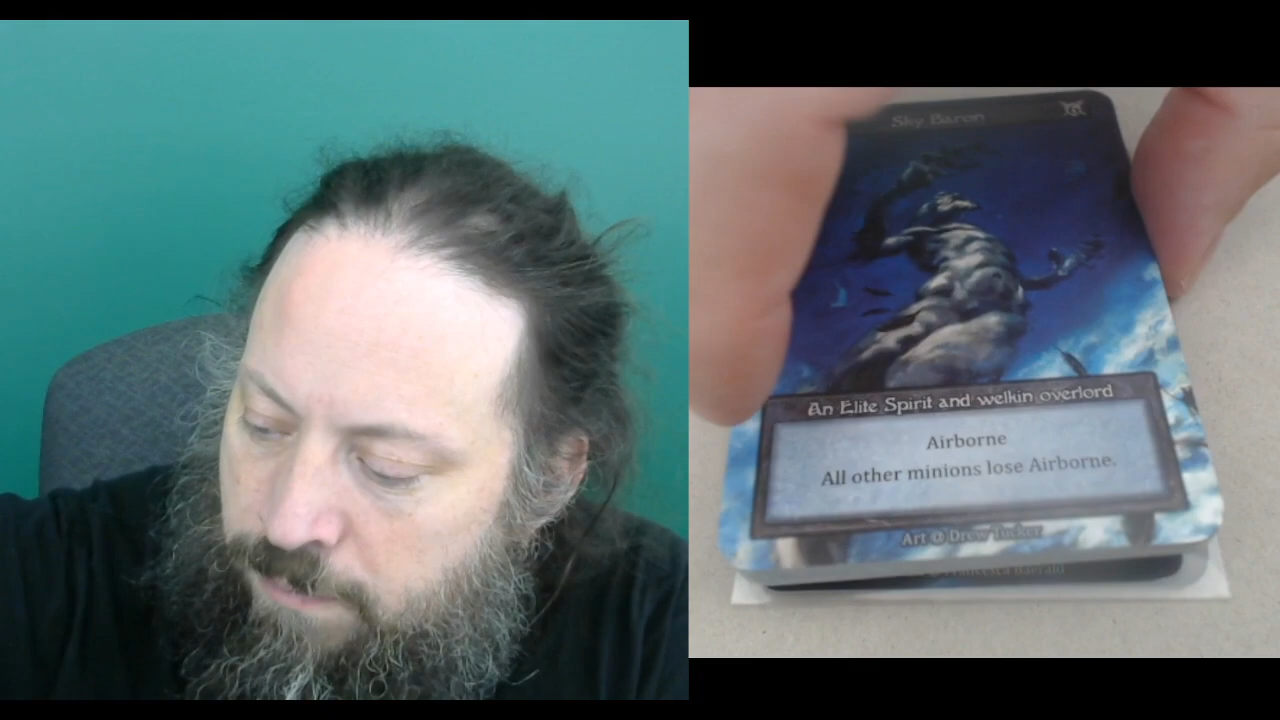 Sky Baron
An Elite Spirit and welkin overlord
Airborne
All other minions lose Airborne.
Art © Drew Tucker